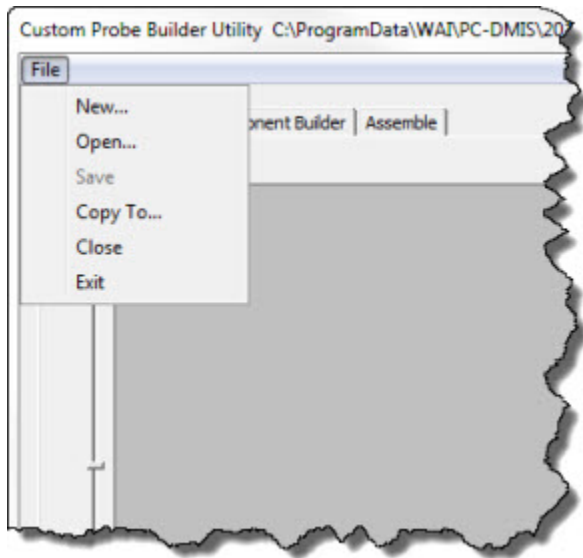 Custom Probe Builder Utility C:\ProgramData\WAI\PC-DMIS\20
File
New...
Builder | Assemble |
Open...
Save
Copy To...
Close
Exit